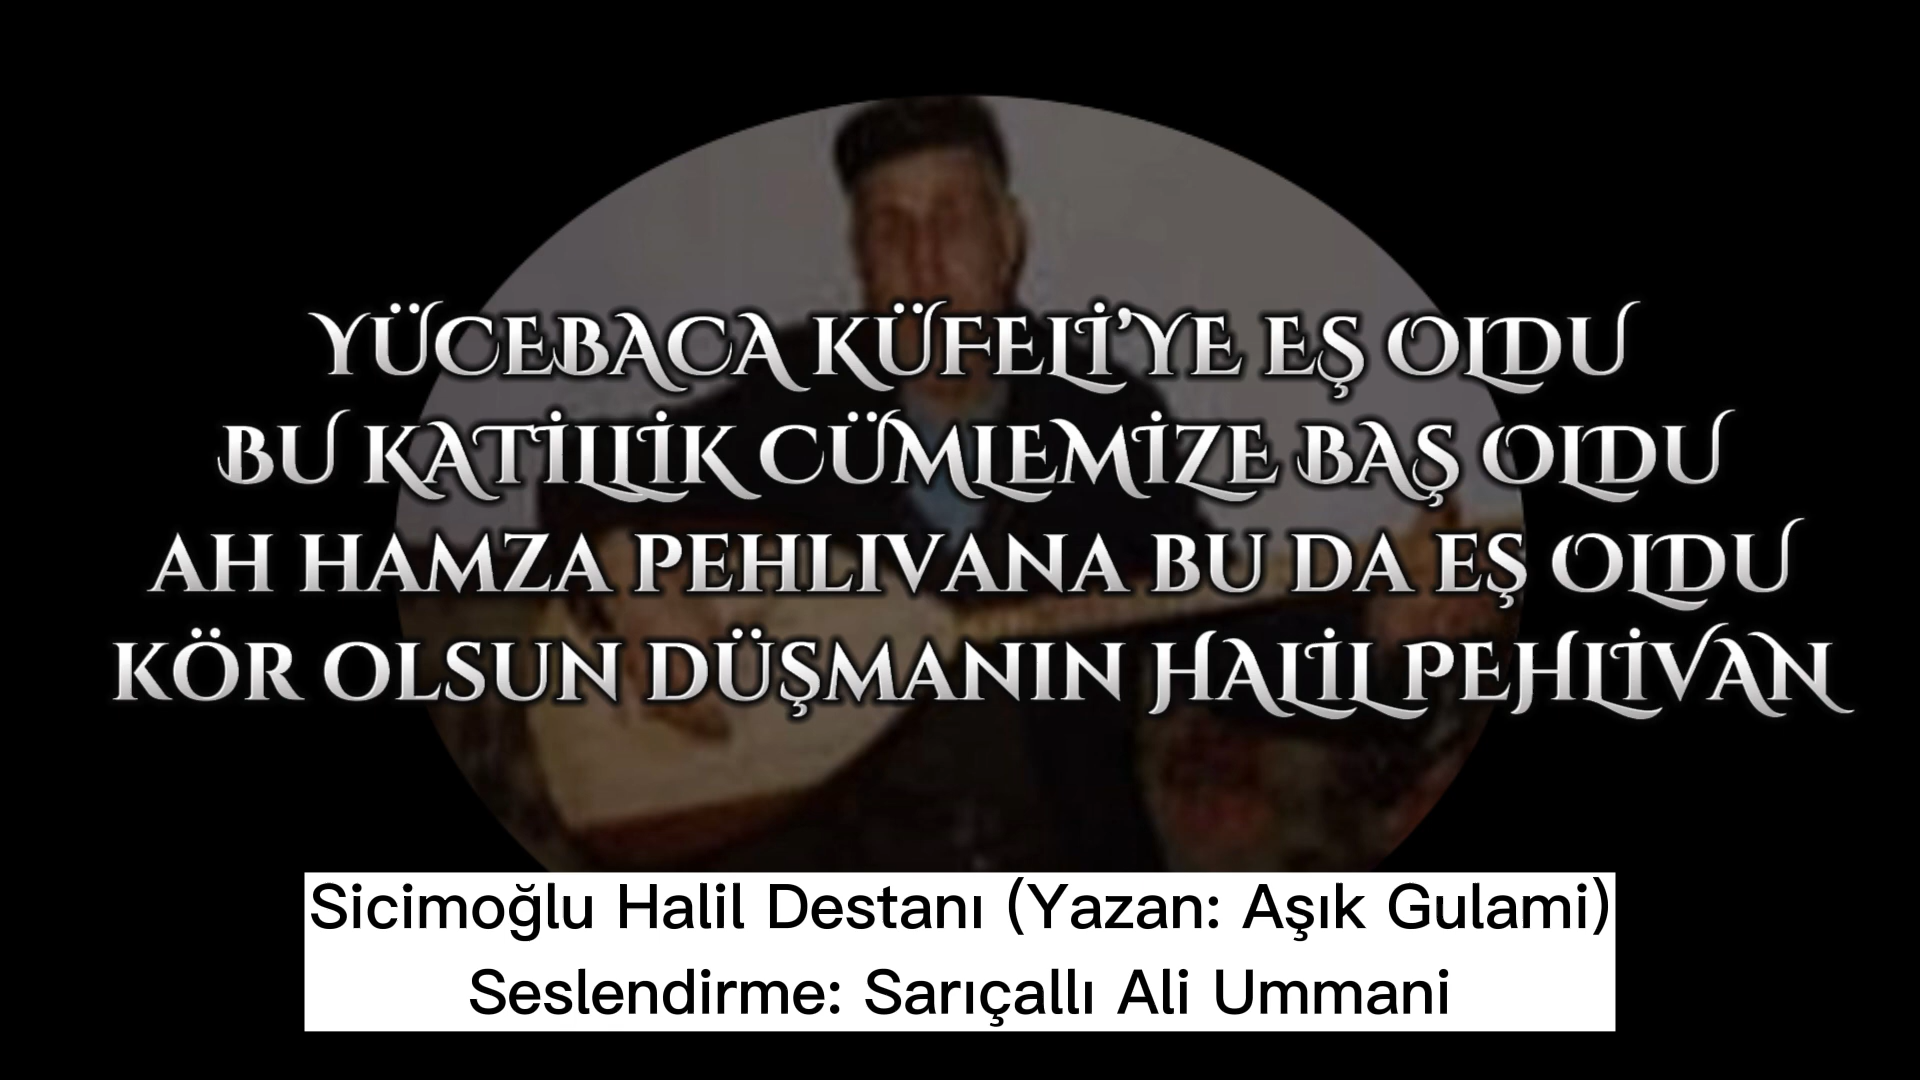 YÜCEBACA KÜFELİ'YE EŞ OLDU
BU KATİLLİK CÜMLEMİZE BAŞ OLDU
AH HAMZA PEHLIVANA BU DA EŞ OLDU
KÖR OLSUN DÜŞMANIN HALİL PEHLİVAN
Sicimoğlu Halil Destanı (Yazan: Aşık Gulami)
Seslendirme: Sarıçallı Ali Ummani